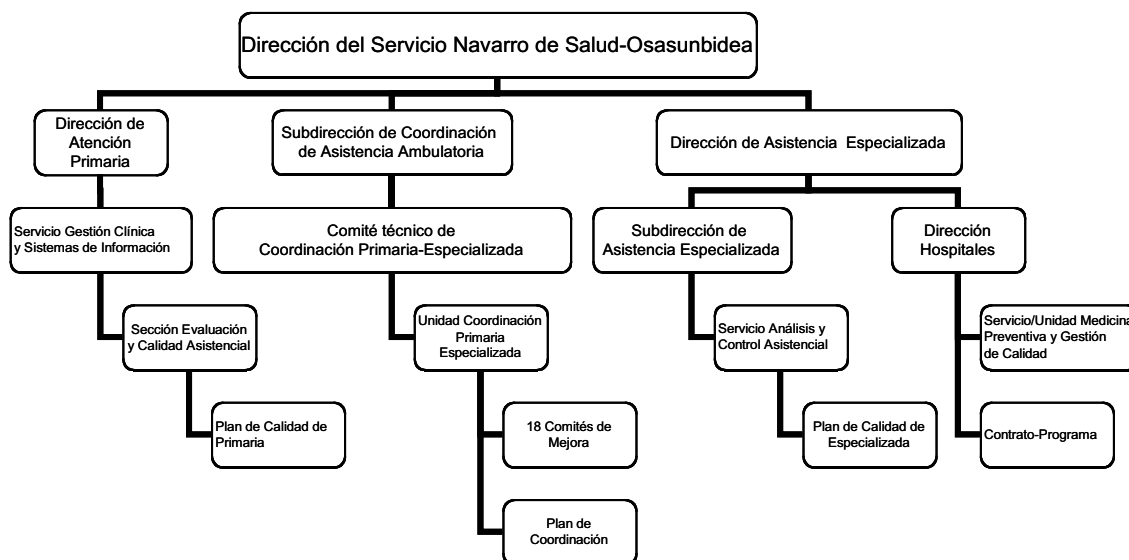 Dirección del Servicio Navarro de Salud-Osasunbidea
Dirección de
Atención
Primaria
Subdirección de Coordinación
de Asistencia Ambulatoria
Dirección de Asistencia Especializada
Servicio Gestión Clínica
y Sistemas de Información
Comité técnico de
Coordinación Primaria-Especializada
Subdirección de
Asistencia Especializada
Dirección
Hospitales
Sección Evaluación
y Calidad Asistencial
Unidad Coordinación
Primaria
Especializada
Servicio Análisis y
Control Asistencial
Servicio/Unidad Medicina
Preventiva y Gestión
de Calidad
Plan de Calidad de
Primaria
18 Comités de
Mejora
Plan de Calidad de
Especializada
Contrato-Programa
Plan de
Coordinación